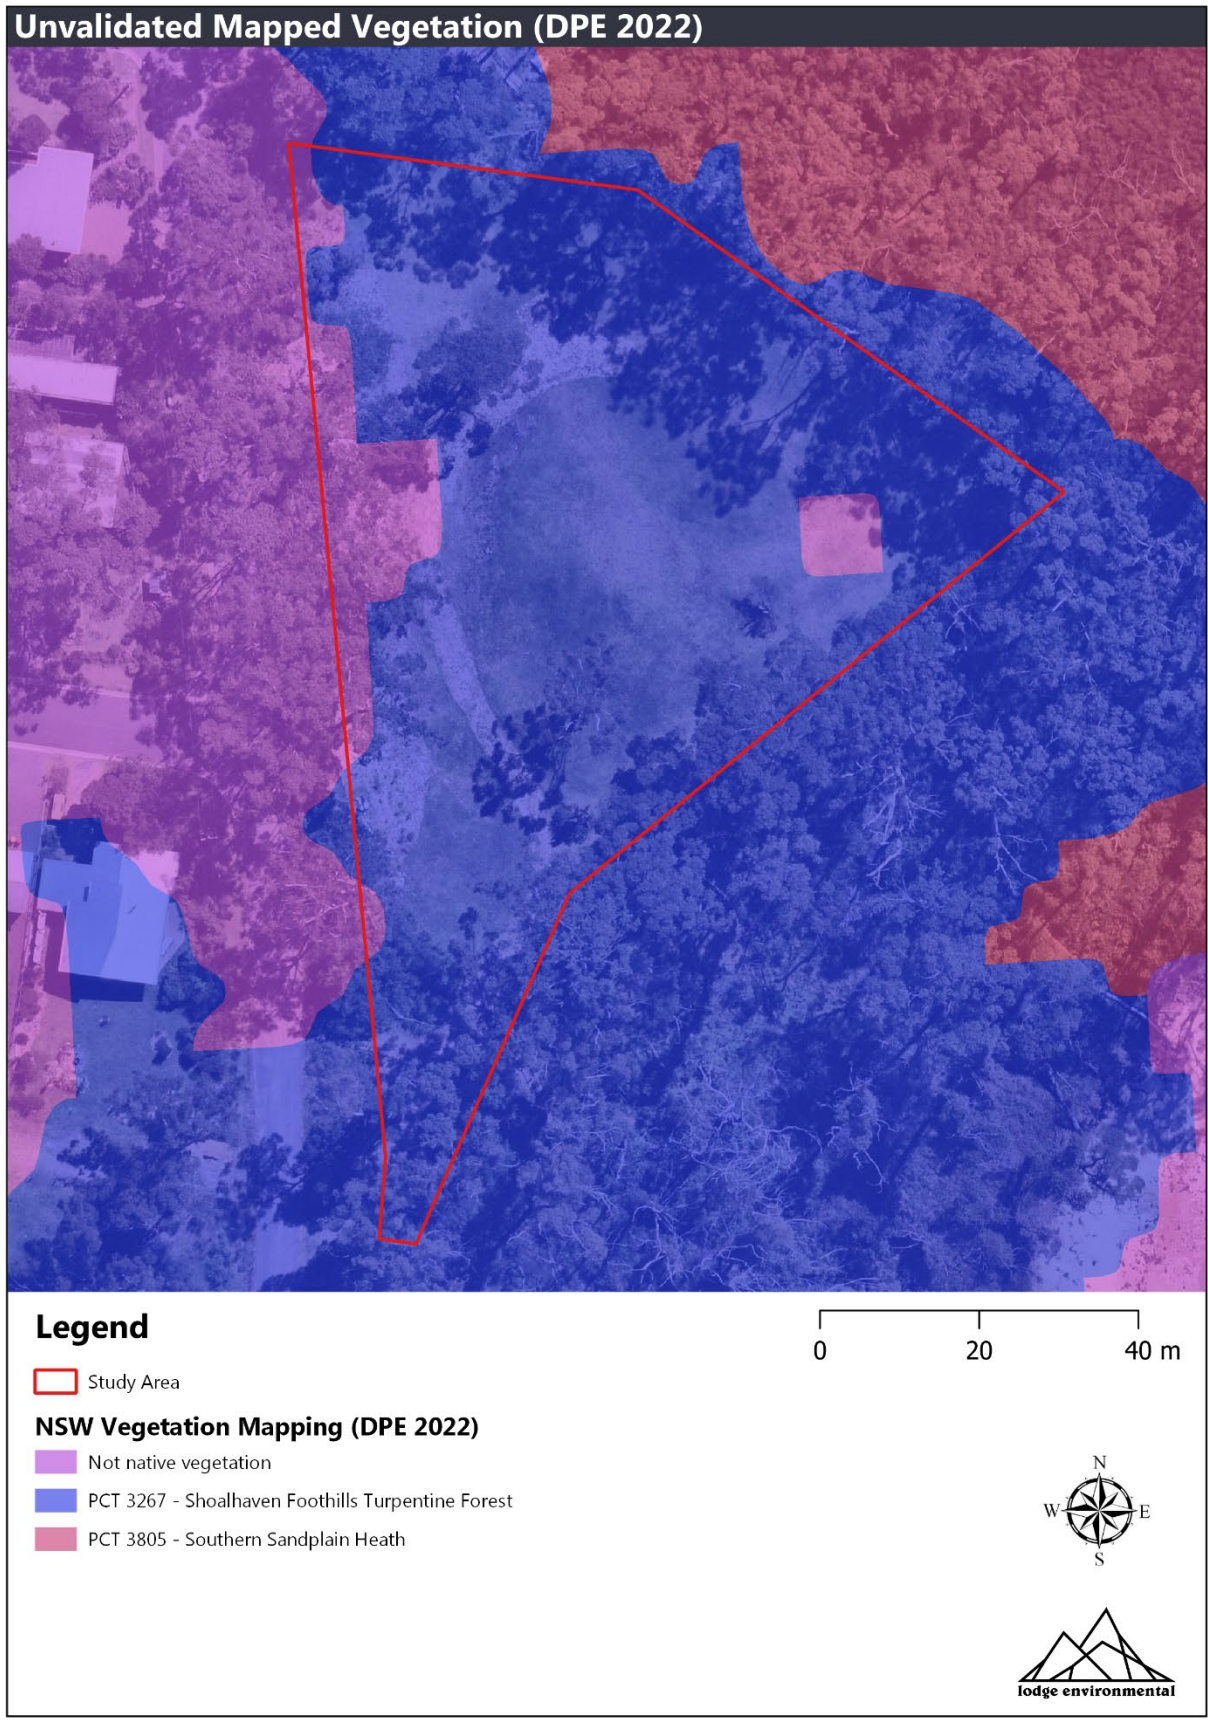 Unvalidated Mapped Vegetation (DPE 2022)
Legend
0 20 40 m
Study Area
NSW Vegetation Mapping (DPE 2022)
Not native vegetation
PCT 3267 - Shoalhaven Foothills Turpentine Forest
PCT 3805 - Southern Sandplain Heath
N
W E
S
lodge environmental